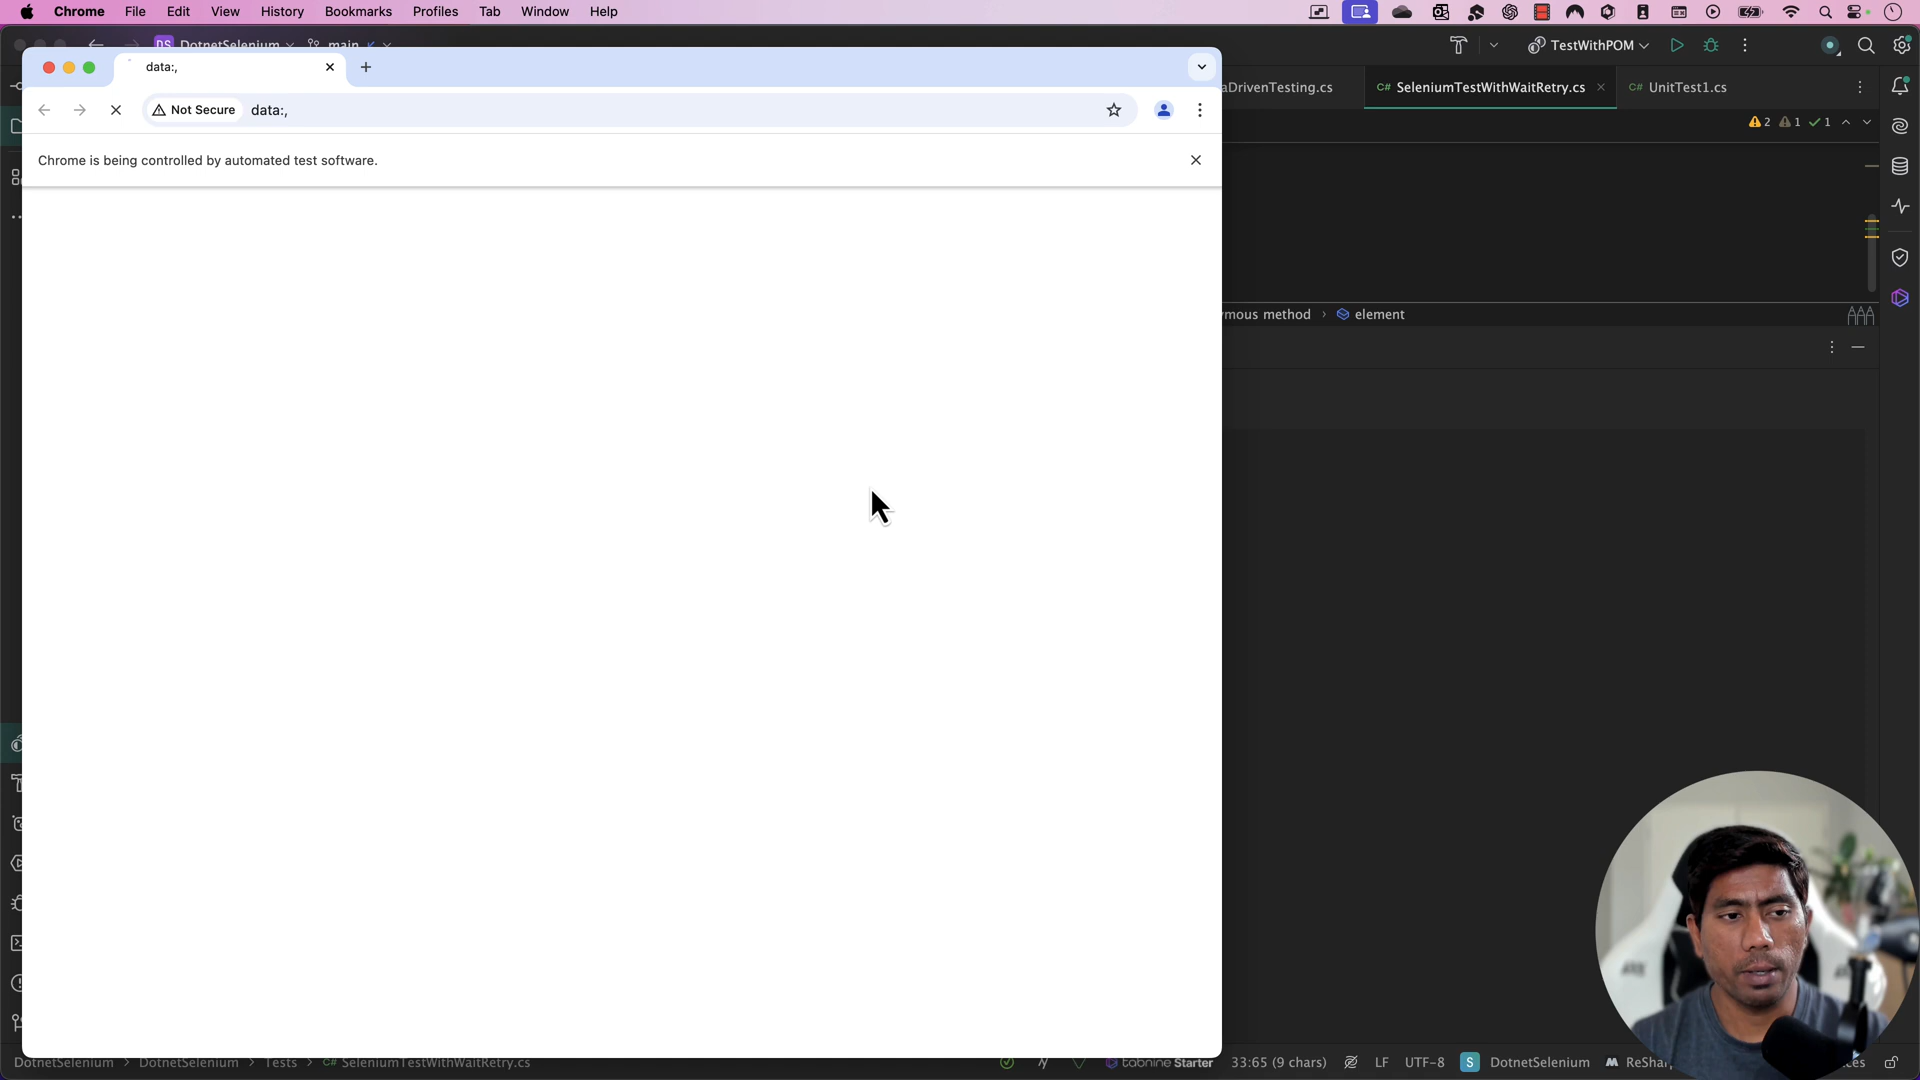 Chrome File Edit View History Bookmarks Profiles Tab Window Help
DS DotnetSelenium main
TestWithPOM
data:,
aDrivenTesting.cs C# SeleniumTestWithWaitRetry.cs C# UnitTest1.cs
Not Secure data:,
2 1 1
Chrome is being controlled by automated test software.
ymous method › element
DotnetSelenium › DotnetSelenium › Tests › C# SeleniumTestWithWaitRetry.cs tabnine Starter 33:65 (9 chars) LF UTF-8 S DotnetSelenium